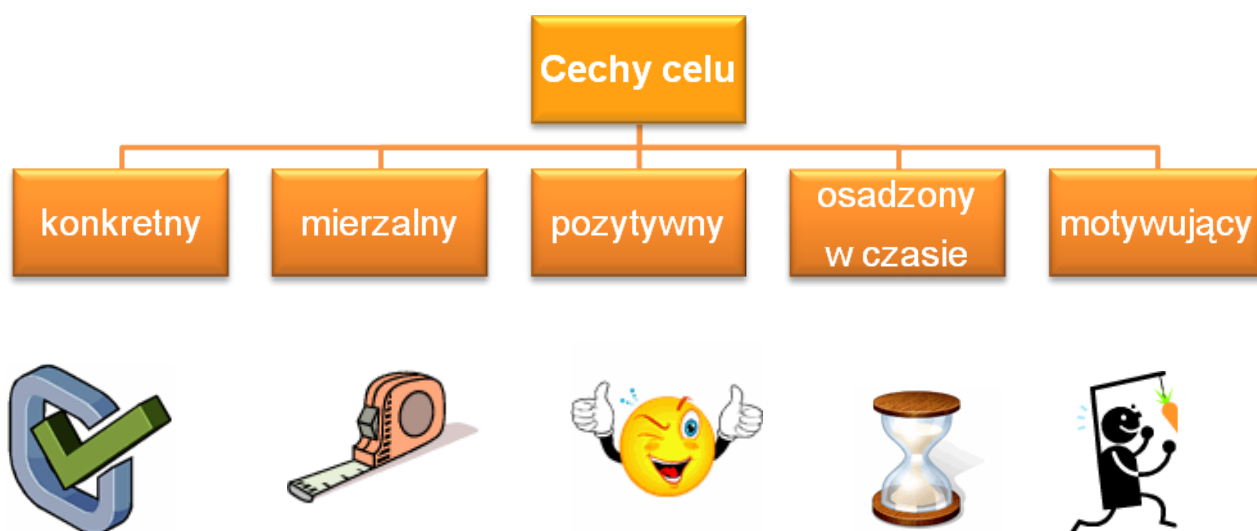 Cechy celu
konkretny
mierzalny
pozytywny
osadzony
w czasie
motywujący